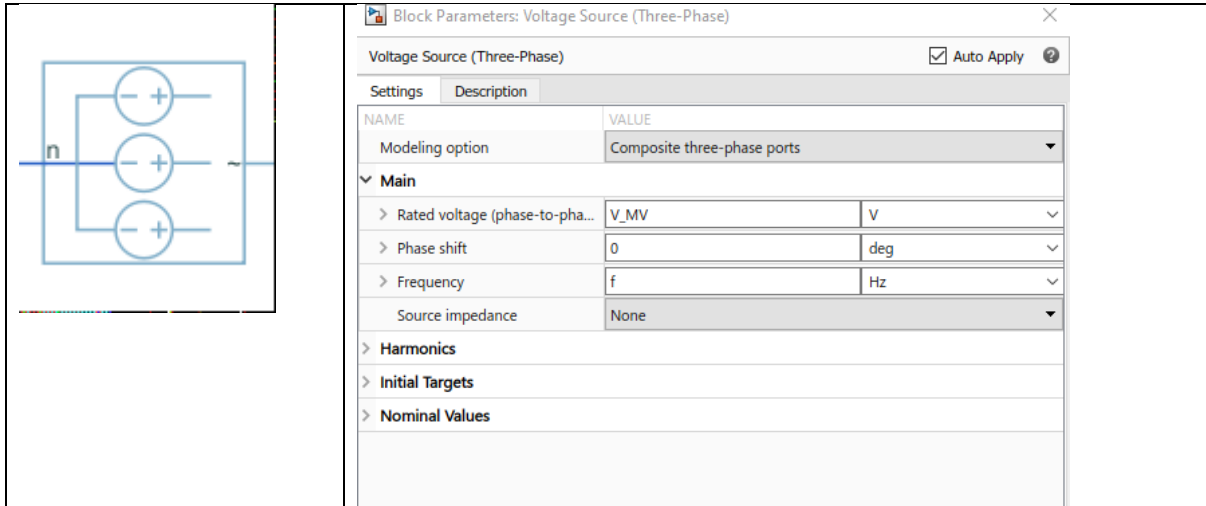 n
~
Block Parameters: Voltage Source (Three-Phase)
Voltage Source (Three-Phase)
Auto Apply
Settings Description
NAME VALUE
Modeling option Composite three-phase ports
Main
Rated voltage (phase-to-pha... V_MV V
Phase shift 0 deg
Frequency f Hz
Source impedance None
Harmonics
Initial Targets
Nominal Values